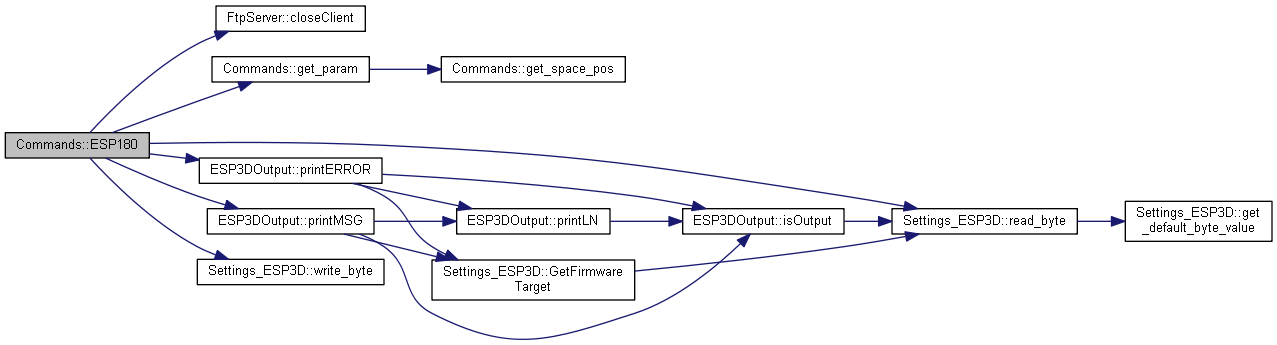 FtpServer::closeClient
Commands::get_param
Commands::get_space_pos
Commands::ESP180
ESP3DOutput::printERROR
ESP3DOutput::printMSG
ESP3DOutput::printLN
ESP3DOutput::isOutput
Settings_ESP3D::read_byte
Settings_ESP3D::get
_default_byte_value
Settings_ESP3D::write_byte
Settings_ESP3D::GetFirmware
Target